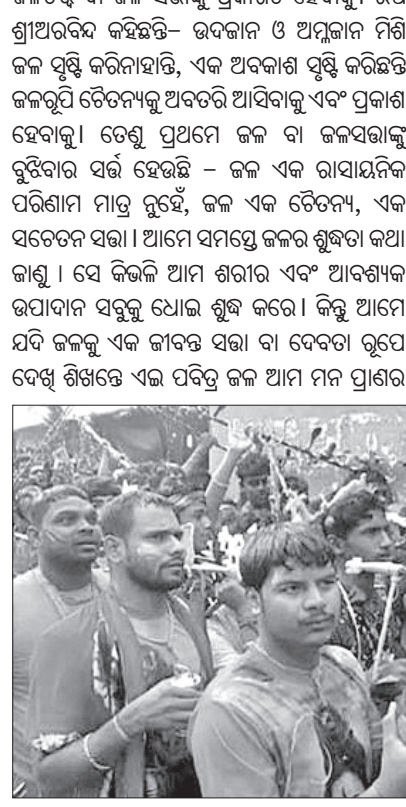 ଶ୍ରୀଅରବିନ୍ଦ କହିଛନ୍ତି– ଉଦଜାନ ଓ ଅମ୍ଳଜାନ ମିଶି
ଜଳ ସୃଷ୍ଟି କରିନାହାନ୍ତି, ଏକ ଅବକାଶ ସୃଷ୍ଟି କରିଛନ୍ତି
ଜଳରୂପି ଚୈତନ୍ୟକୁ ଅବତରି ଆସିବାକୁ ଏବଂ ପ୍ରକାଶ
ହେବାକୁ। ତେଣୁ ପ୍ରଥମେ ଜଳ ବା ଜଳସତ୍ତାଙ୍କୁ
ବୁଝିବାର ସର୍ତ୍ତ ହେଉଛି – ଜଳ ଏକ ରାସାୟନିକ
ପରିଣାମ ମାତ୍ର ନୁହେଁ, ଜଳ ଏକ ଚୈତନ୍ୟ, ଏକ
ସଚେତନ ସତ୍ତା। ଆମେ ସମସ୍ତେ ଜଳର ଶୁଦ୍ଧତା କଥା
ଜାଣୁ । ସେ କିଭଳି ଆମ ଶରୀର ଏବଂ ଆବଶ୍ୟକ
ଉପାଦାନ ସବୁକୁ ଧୋଇ ଶୁଦ୍ଧ କରେ। କିନ୍ତୁ ଆମେ
ଯଦି ଜଳକୁ ଏକ ଜୀବନ୍ତ ସତ୍ତା ବା ଦେବତା ରୂପେ
ଦେଖି ଶିଖନ୍ତେ ଏଇ ପବିତ୍ର ଜଳ ଆମ ମନ ପ୍ରାଣର